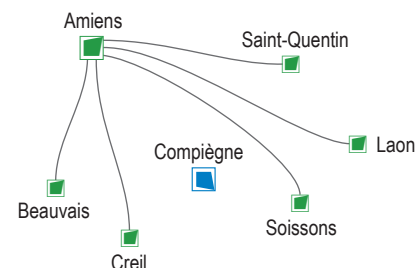 Amiens
Saint-Quentin
Laon
Compiègne
Beauvais
Soissons
Creil